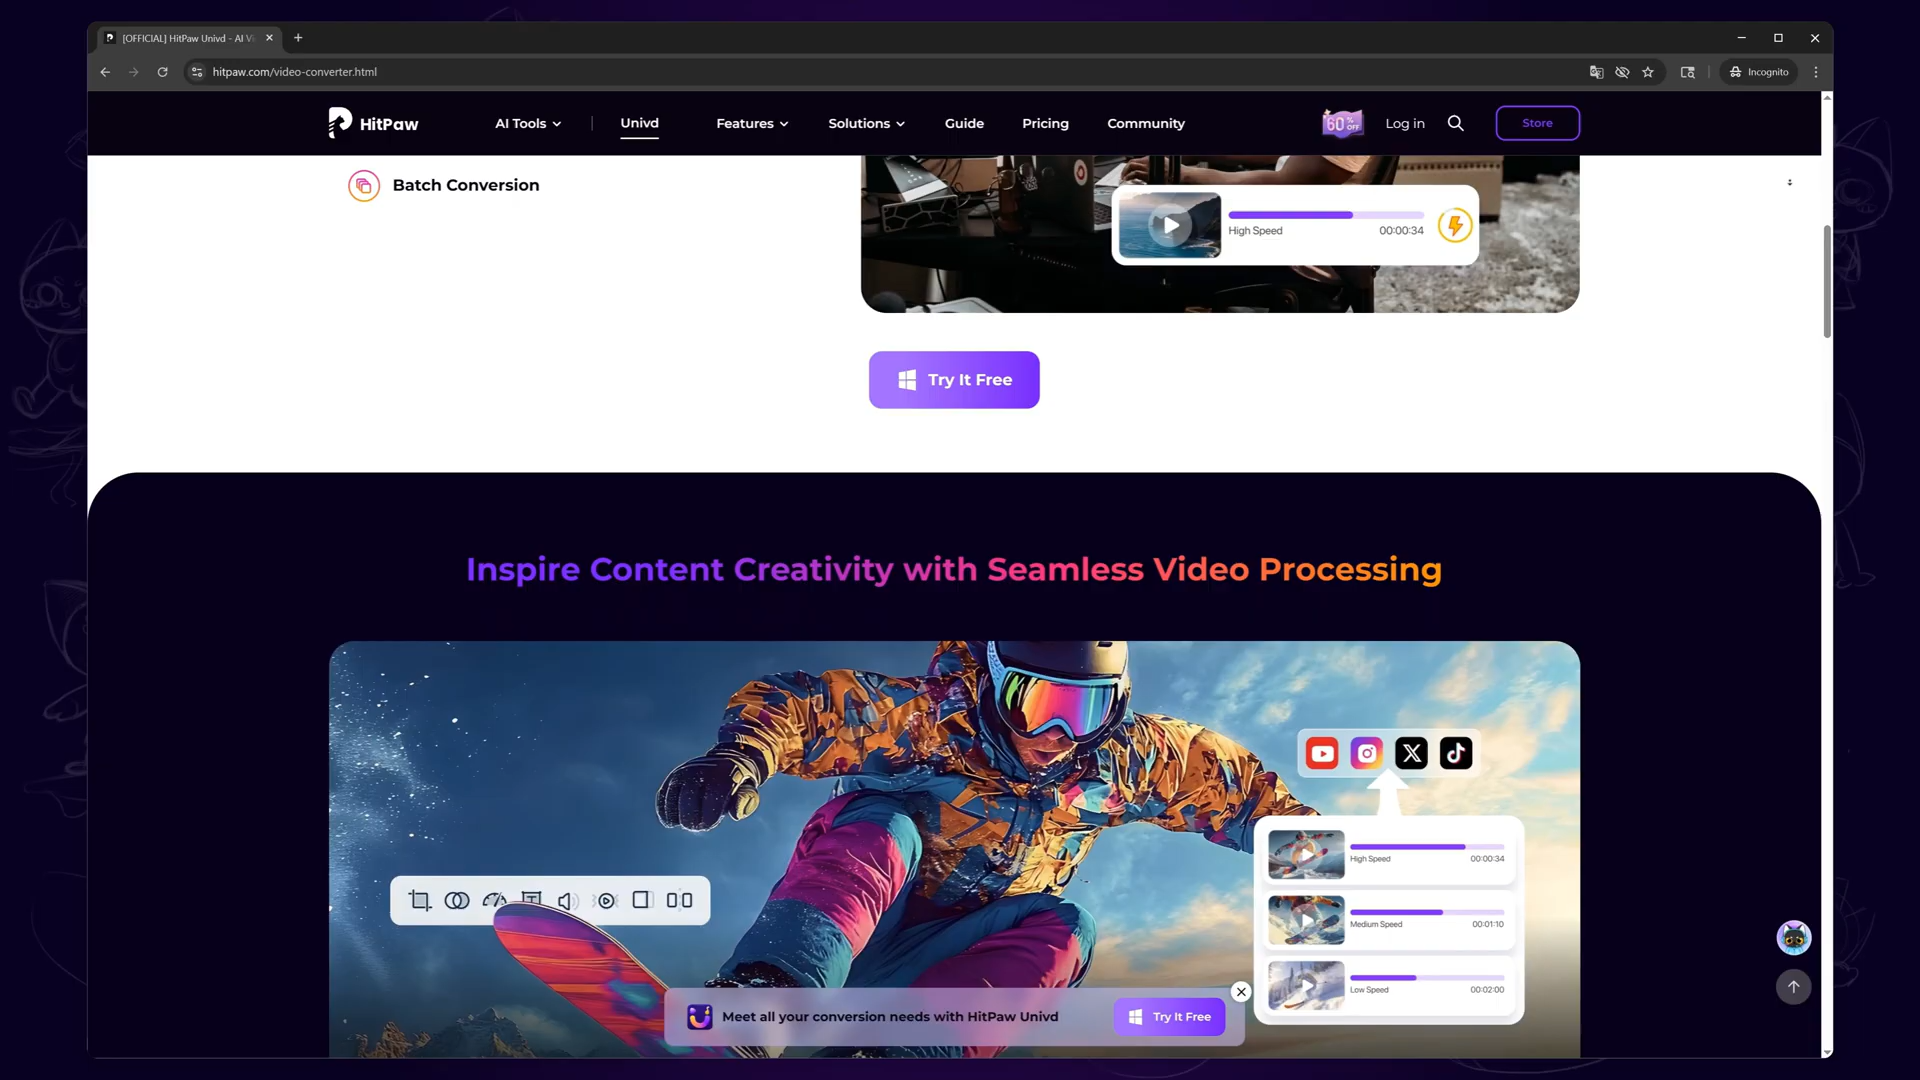 [OFFICIAL] HitPaw Univd - AI Vi
hitpaw.com/video-converter.html
Incognito
HitPaw
AI Tools
Univd
Features
Solutions
Guide
Pricing
Community
60% OFF
Log in
Store
Batch Conversion
High Speed
00:00:34
Try It Free
Inspire Content Creativity with Seamless Video Processing
High Speed
00:00:34
Medium Speed
00:01:10
Low Speed
00:02:00
Meet all your conversion needs with HitPaw Univd
Try It Free